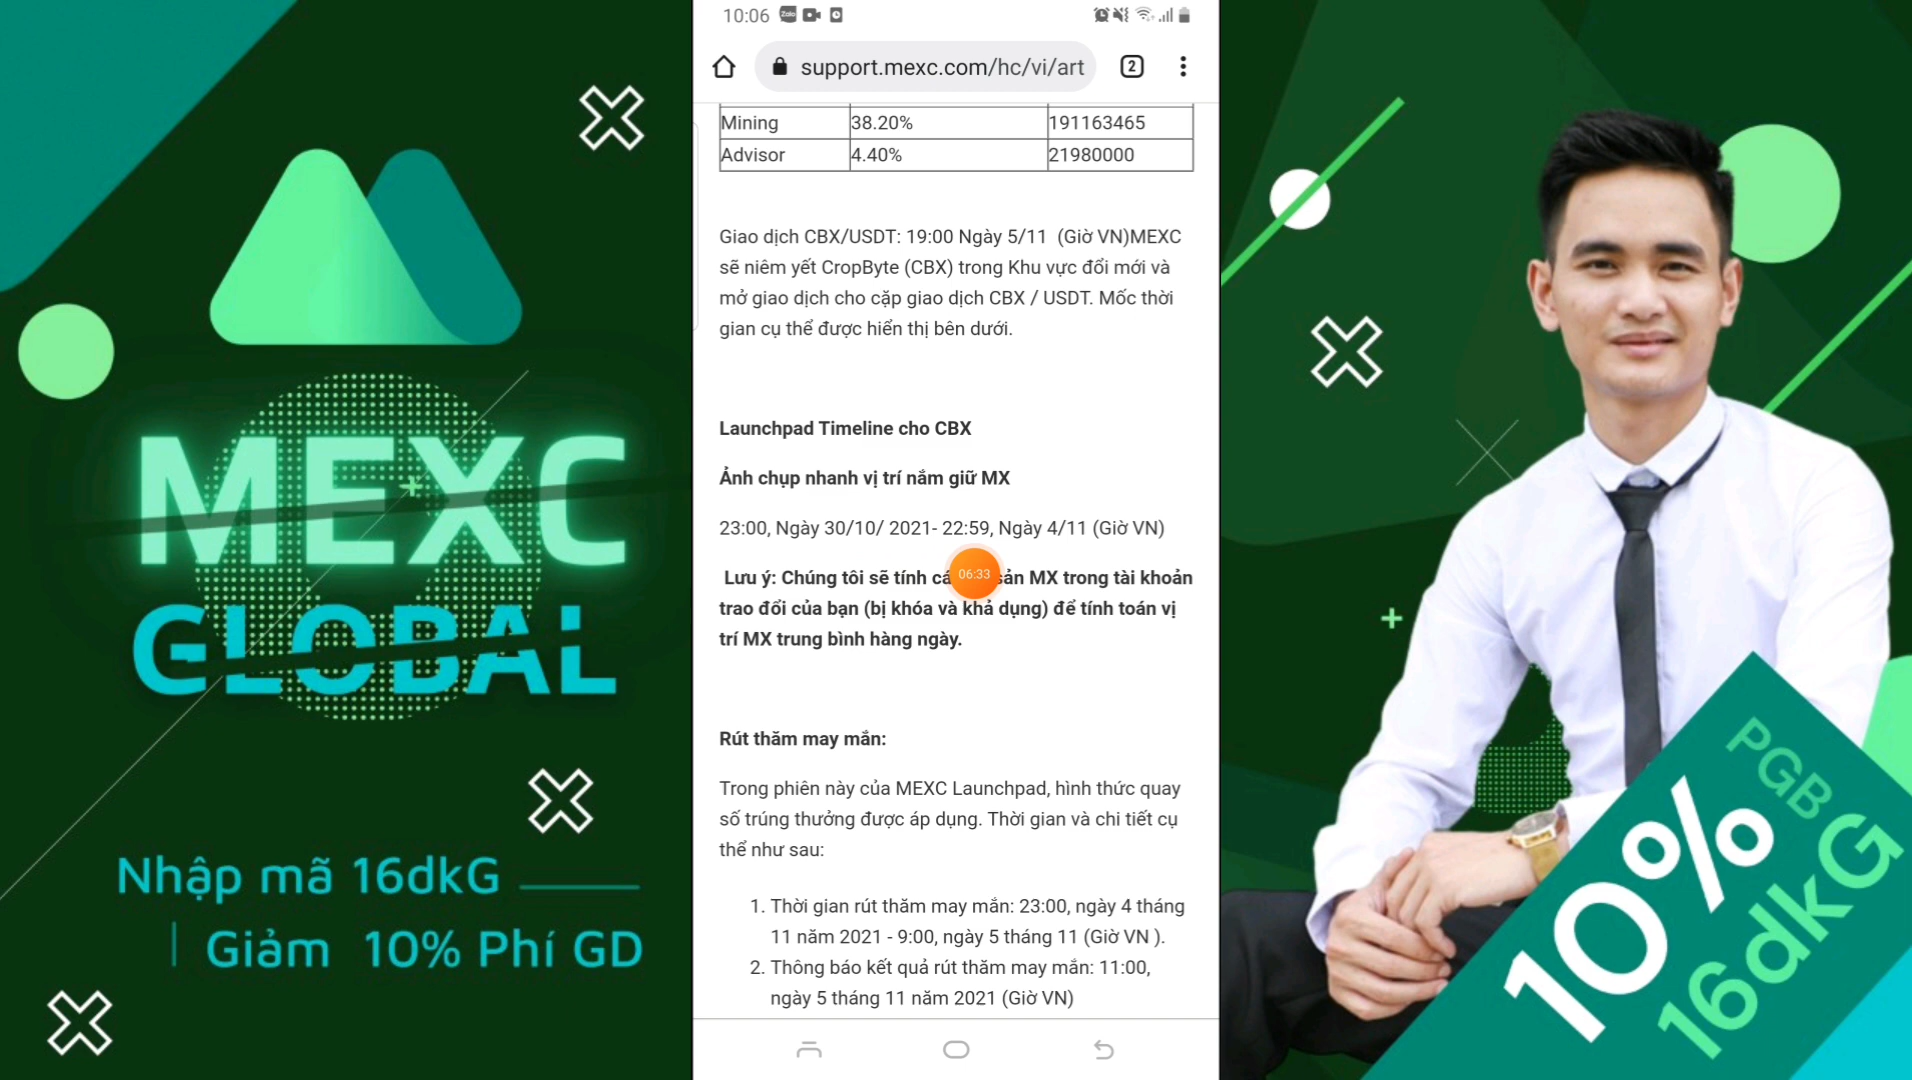 MEXC
GLOBAL
Nhập mã 16dkG
Giảm 10% Phí GD
10:06
Zalo
support.mexc.com/hc/vi/art
2
Mining 38.20% 191163465
Advisor 4.40% 21980000
Giao dịch CBX/USDT: 19:00 Ngày 5/11 (Giờ VN)MEXC
sẽ niêm yết CropByte (CBX) trong Khu vực đổi mới và
mở giao dịch cho cặp giao dịch CBX / USDT. Mốc thời
gian cụ thể được hiển thị bên dưới.
Launchpad Timeline cho CBX
Ảnh chụp nhanh vị trí nắm giữ MX
23:00, Ngày 30/10/ 2021- 22:59, Ngày 4/11 (Giờ VN)
Lưu ý: Chúng tôi sẽ tính MX trong tài khoản
06:33
trao đổi của bạn (bị khóa và khả dụng) để tính toán vị
trí MX trung bình hàng ngày.
Rút thăm may mắn:
Trong phiên này của MEXC Launchpad, hình thức quay
số trúng thưởng được áp dụng. Thời gian và chi tiết cụ
thể như sau:
1. Thời gian rút thăm may mắn: 23:00, ngày 4 tháng
11 năm 2021 - 9:00, ngày 5 tháng 11 (Giờ VN ).
2. Thông báo kết quả rút thăm may mắn: 11:00,
ngày 5 tháng 11 năm 2021 (Giờ VN)
PGB
10%
16dkG